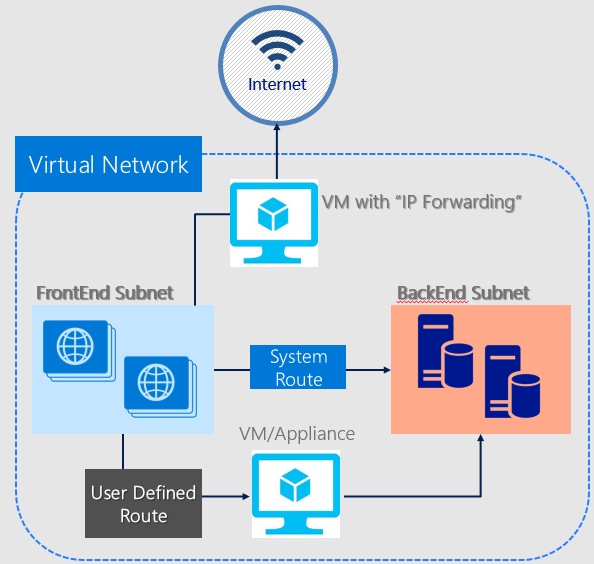 Internet
Virtual Network
VM with “IP Forwarding”
FrontEnd Subnet
BackEnd Subnet
System
Route
VM/Appliance
User Defined
Route